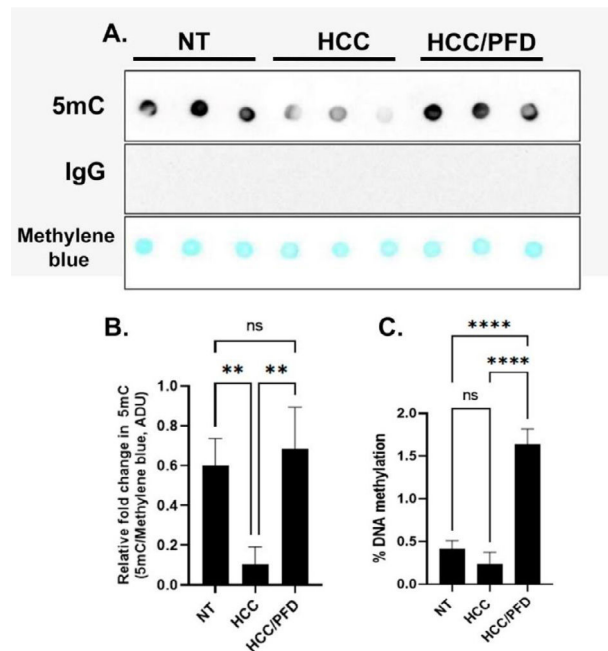 A.
NT HCC HCC/PFD
5mC
IgG
Methylene
blue
B.
ns
** **
Relative fold change in 5mC
(5mC/Methylene blue, ADU)
1.0
0.8
0.6
0.4
0.2
0.0
NT HCC HCC/PFD
C.
****
****
ns
% DNA methylation
2.0
1.5
1.0
0.5
0.0
NT HCC HCC/PFD